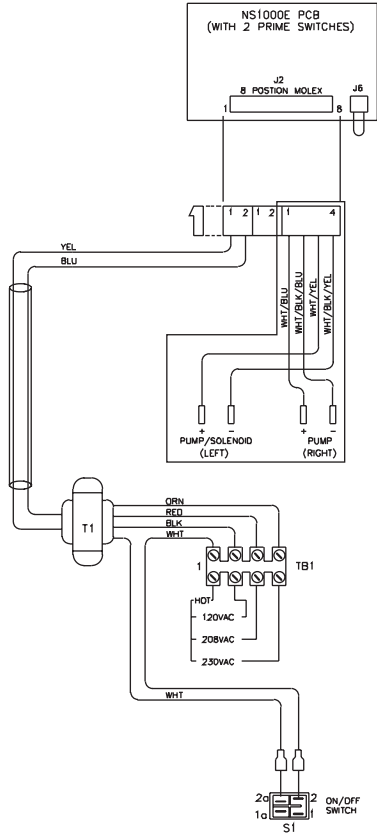 NS1000E PCB
(WITH 2 PRIME SWITCHES)
J2
8 POSTION MOLEX
J6
1 8
1 2 1 2 1 4
YEL
BLU
WHT/BLU
WHT/BLK/BLU
WHT/YEL
WHT/BLK/YEL
+ - + -
PUMP/SOLENOID
(LEFT)
PUMP
(RIGHT)
T1
ORN
RED
BLK
WHT
1
TB1
HOT
120VAC
208VAC
230VAC
WHT
2a 2
1a 1
S1
ON/OFF
SWITCH